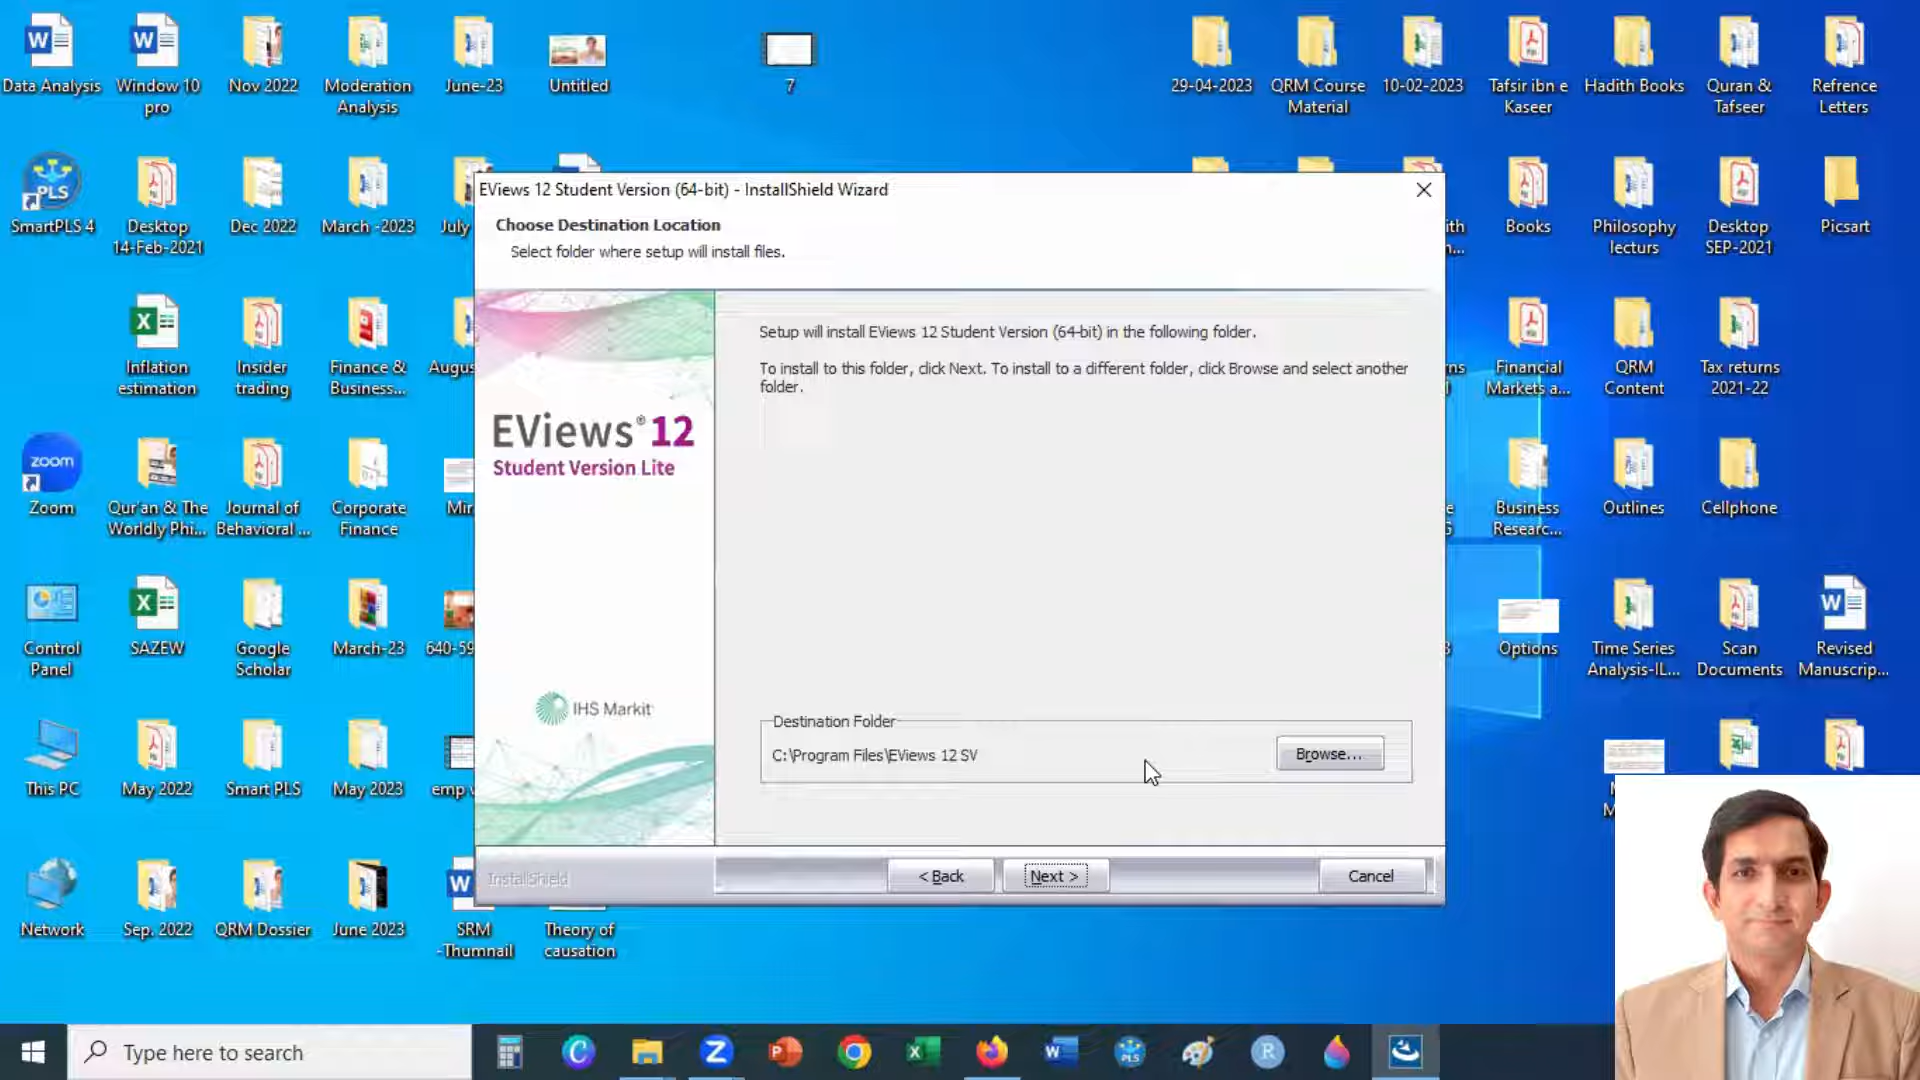 Data Analysis
Window 10
pro
Nov 2022
Moderation
Analysis
June-23
Untitled
7
29-04-2023
QRM Course
Material
10-02-2023
Tafsir ibn e
Kaseer
Hadith Books
Quran &
Tafseer
Refrence
Letters
SmartPLS 4
Desktop
14-Feb-2021
Dec 2022
March -2023
July
Books
Philosophy
lecturs
Desktop
SEP-2021
Picsart
EViews 12 Student Version (64-bit) - InstallShield Wizard
Choose Destination Location
Select folder where setup will install files.
Setup will install EViews 12 Student Version (64-bit) in the following folder.
To install to this folder, click Next. To install to a different folder, click Browse and select another
folder.
EViews® 12
Student Version Lite
IHS Markit
Destination Folder
C:\Program Files\EViews 12 SV
Browse...
InstallShield
< Back
Next >
Cancel
Inflation
estimation
Insider
trading
Finance &
Business...
Augus
Financial
Markets a...
QRM
Content
Tax returns
2021-22
zoom
Zoom
Qur'an & The
Worldly Phi...
Journal of
Behavioral ...
Corporate
Finance
Business
Researc...
Outlines
Cellphone
Control
Panel
SAZEW
Google
Scholar
March-23
640-59
Options
Time Series
Analysis-IL...
Scan
Documents
Revised
Manuscrip...
This PC
May 2022
Smart PLS
May 2023
emp
Network
Sep. 2022
QRM Dossier
June 2023
SRM
-Thumnail
Theory of
causation
Type here to search